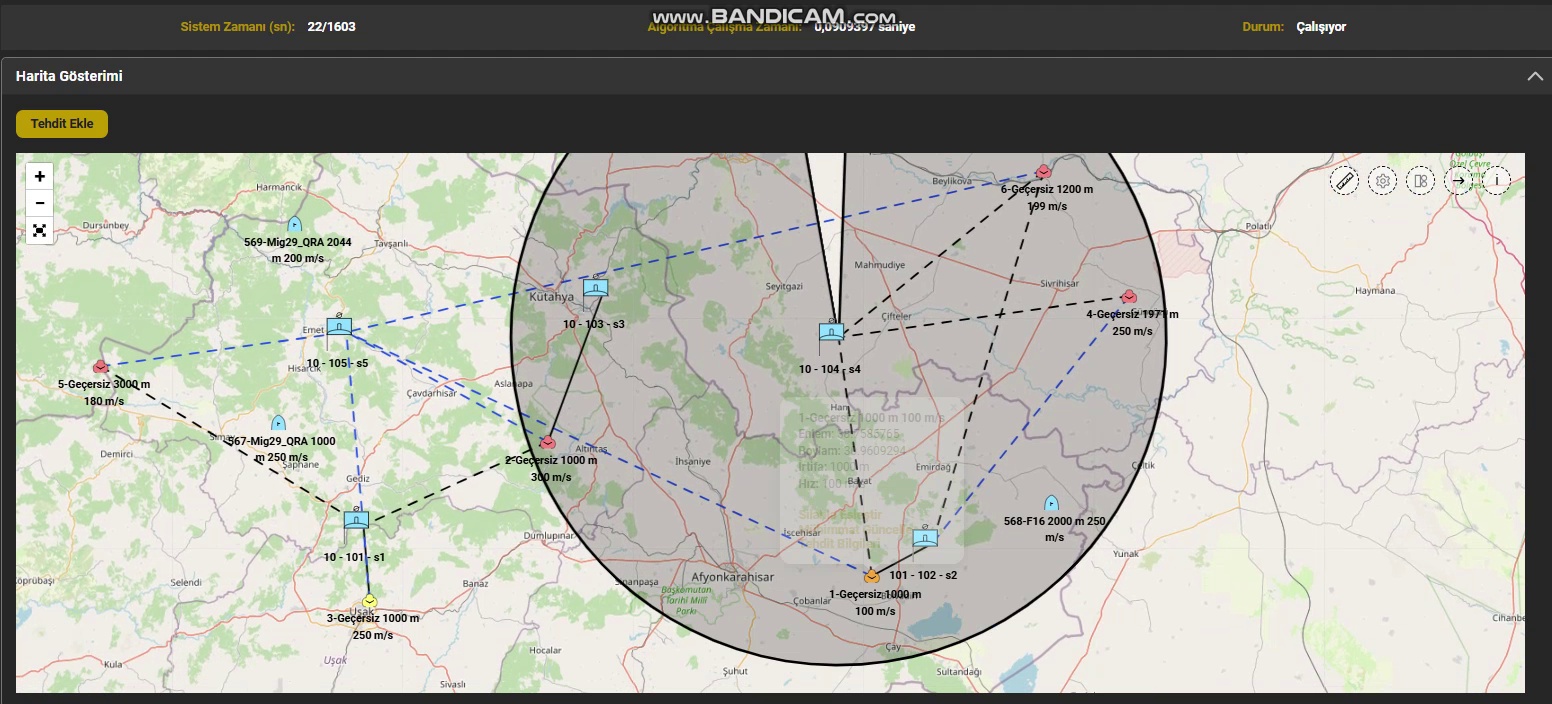 www.BANDICAM.com
Sistem Zamanı (sn): 22/1603
Algoritma Çalışma Zamanı: 0,0909397 saniye
Durum: Çalışıyor
Harita Gösterimi
Tehdit Ekle
+
−
Harmancık
Dursunbey
569-Mig29_QRA 2044
m 200 m/s
Tavşanlı
Beylikova
6-Geçersiz 1200 m
199 m/s
Polatlı
Mahmudiye
Sivrihisar
Seyitgazi
Kütahya
Haymana
10 - 103 - s3
Çifteler
4-Geçersiz 1971 m
250 m/s
Emet
10 - 105 - s5
Hisarcık
10 - 104 - s4
5-Geçersiz 3000 m
180 m/s
Aslanapa
Çavdarhisar
Han
1-Geçersiz 1000 m 100 m/s
Enlem:
Boylam:
İrtifa: 1000 m
Hız: 100 m/s
567-Mig29_QRA 1000
m 250 m/s
Demirci
Şaphane
Altıntaş
2-Geçersiz 1000 m
300 m/s
İhsaniye
Emirdağ
Çeltik
Gediz
Bayat
568-F16 2000 m 250
m/s
Tehdit Bilgileri
İscehisar
Dumlupınar
Yunak
10 - 101 - s1
Köprübaşı
Selendi
Banaz
Sinanpaşa
Afyonkarahisar
101 - 102 - s2
Başkomutan
Tarihî Millî
Parkı
Çobanlar
1-Geçersiz 1000 m
100 m/s
Uşak
3-Geçersiz 1000 m
250 m/s
Cihanbe
Hocalar
Çay
Uşak
Kula
Şuhut
Sultandağı
Sivaslı